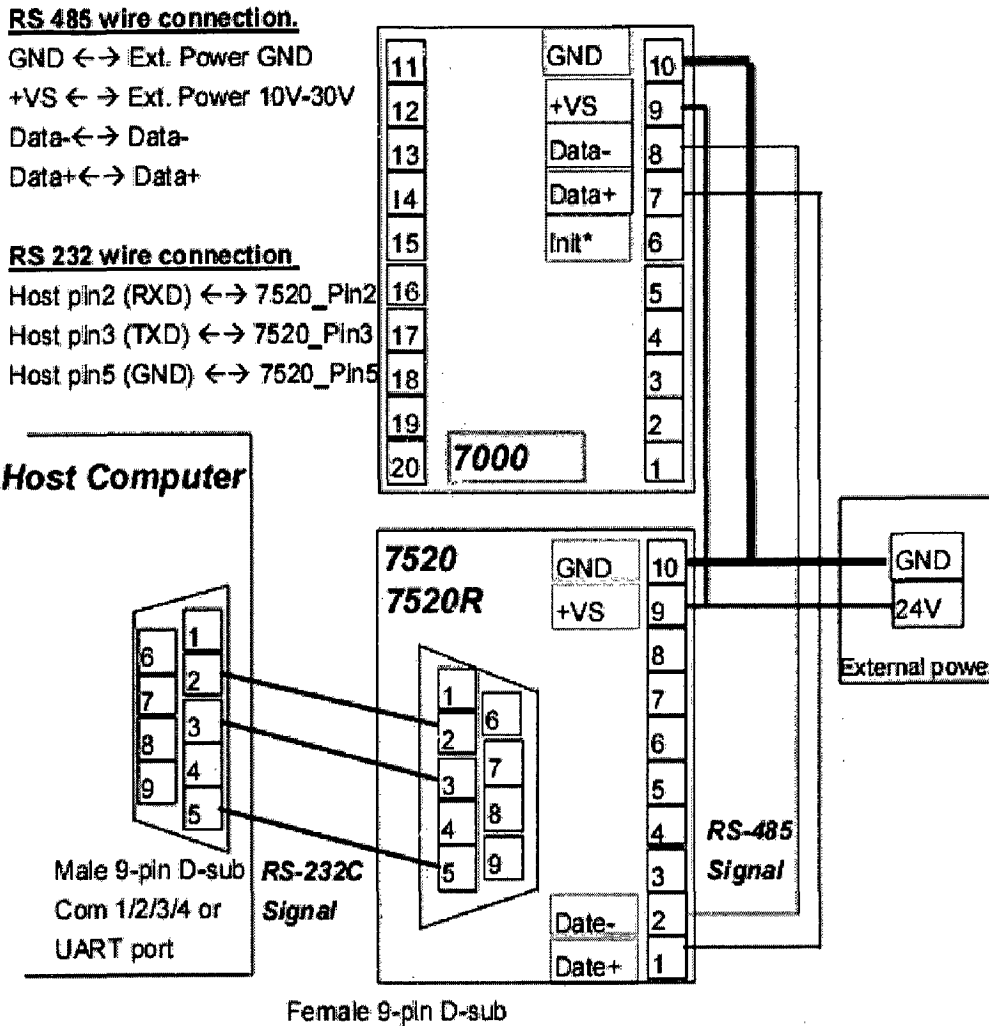 RS 485 wire connection.
GND ←→ Ext. Power GND
+VS ← → Ext. Power 10V-30V
Data-←→ Data-
Data+←→ Data+
RS 232 wire connection
Host pin2 (RXD) ←→ 7520_Pin2
Host pin3 (TXD) ←→ 7520_Pin3
Host pin5 (GND) ←→ 7520_Pin5
11
12
13
14
15
16
17
18
19
20
GND
+VS
Data-
Data+
Init*
10
9
8
7
6
5
4
3
2
1
7000
Host Computer
1
2
3
4
5
6
7
8
9
Male 9-pin D-sub
Com 1/2/3/4 or
UART port
RS-232C
Signal
7520
7520R
1
2
3
4
5
6
7
8
9
GND
+VS
Date-
Date+
10
9
8
7
6
5
4
3
2
1
RS-485
Signal
GND
24V
External powe
Female 9-pin D-sub